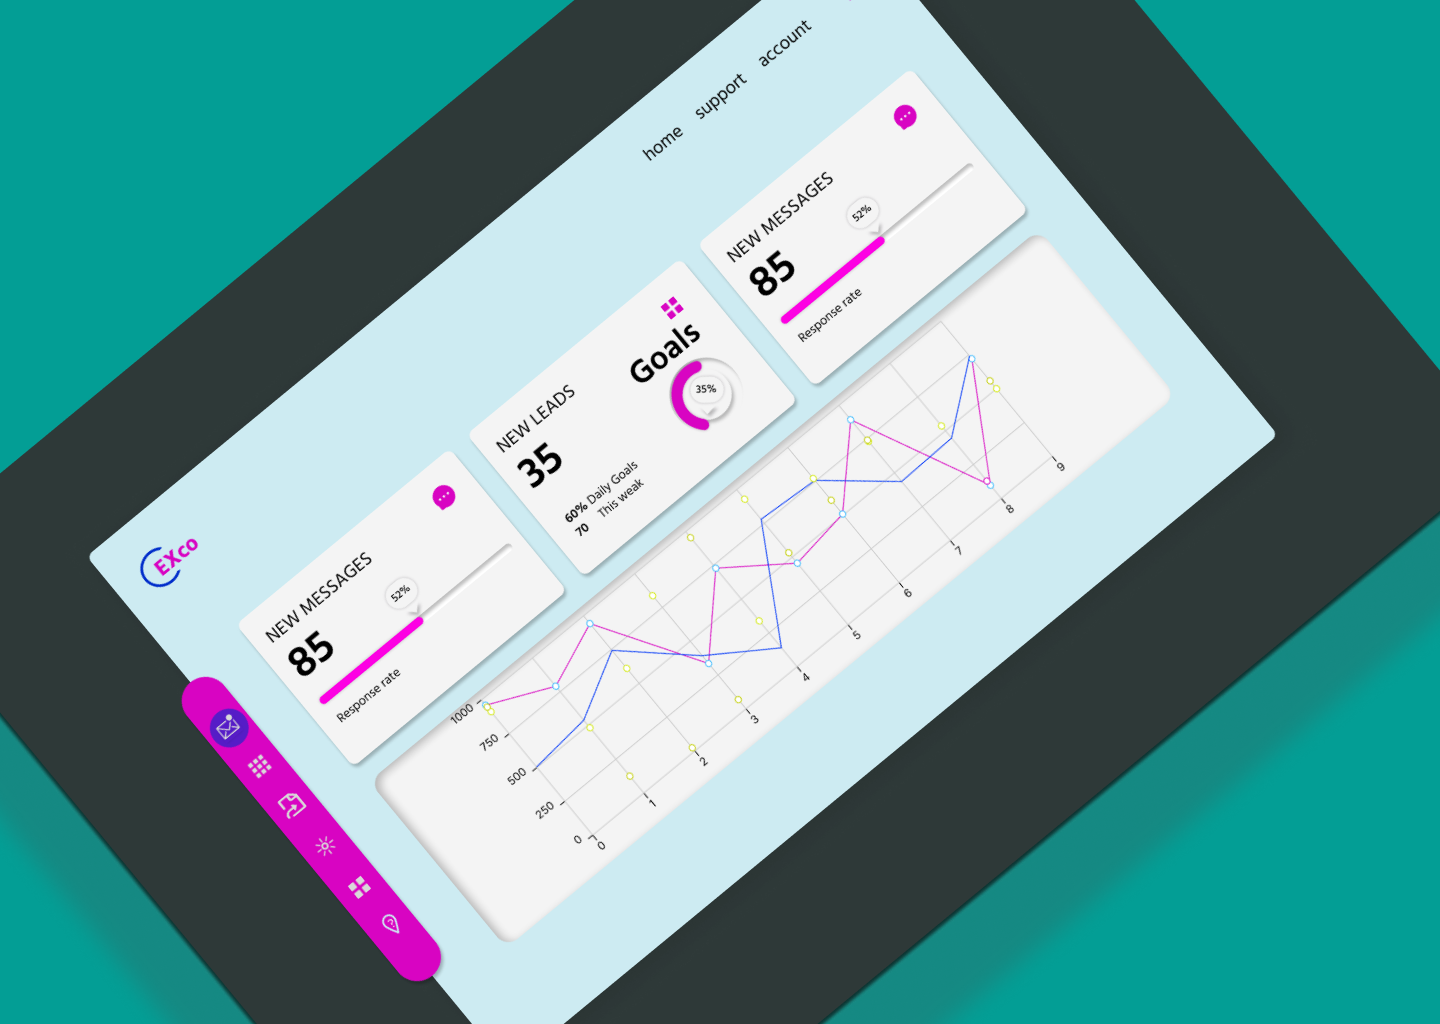 home support account
EXco
NEW MESSAGES
85
52%
Response rate
NEW LEADS
35
Goals
35%
60% Daily Goals
70 This weak
NEW MESSAGES
85
52%
Response rate
1000
750
500
250
0
0 1 2 3 4 5 6 7 8 9